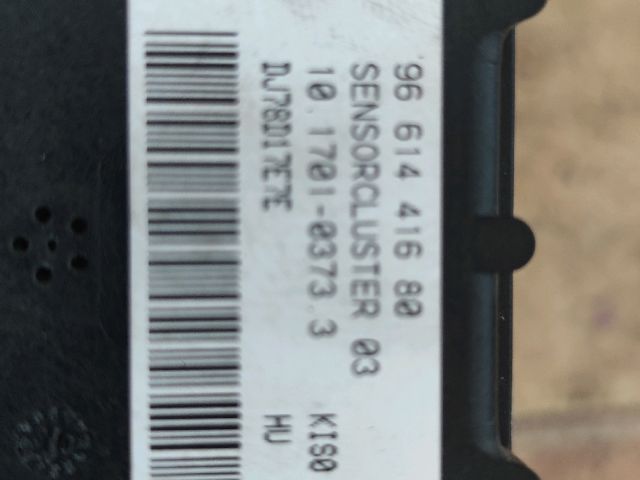 96 614 416 80
SENSORCLUSTER 03
10.1701-0373.3 KIS0
DJ78D17E7E HU